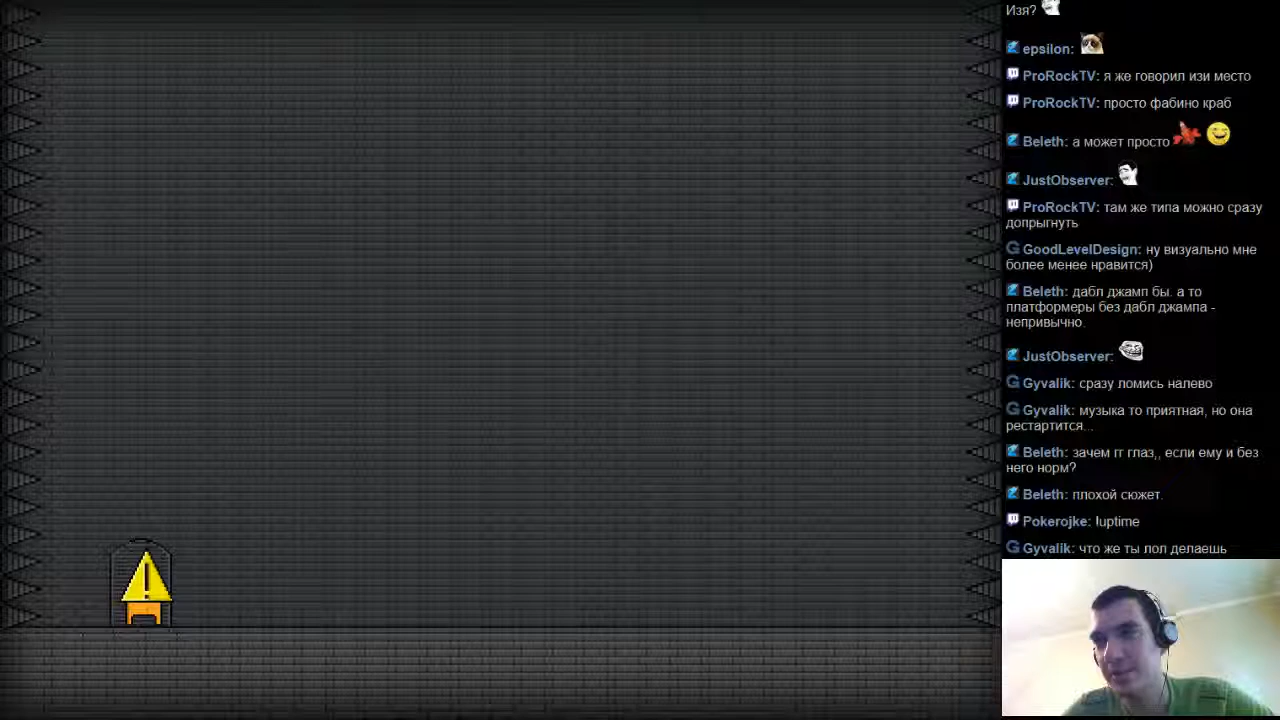 Изя?
epsilon:
ProRockTV: я же говорил изи место
ProRockTV: просто фабино краб
Beleth: а может просто
JustObserver:
ProRockTV: там же типа можно сразу
допрыгнуть
GoodLevelDesign: ну визуально мне
более менее нравится)
Beleth: дабл джамп бы. а то
платформеры без дабл джампа -
непривычно.
JustObserver:
Gyvalik: сразу ломись налево
Gyvalik: музыка то приятная, но она
рестартится...
Beleth: зачем гг глаз,, если ему и без
него норм?
Beleth: плохой сюжет.
Pokerojke: !uptime
Gyvalik: что же ты пол делаешь
!